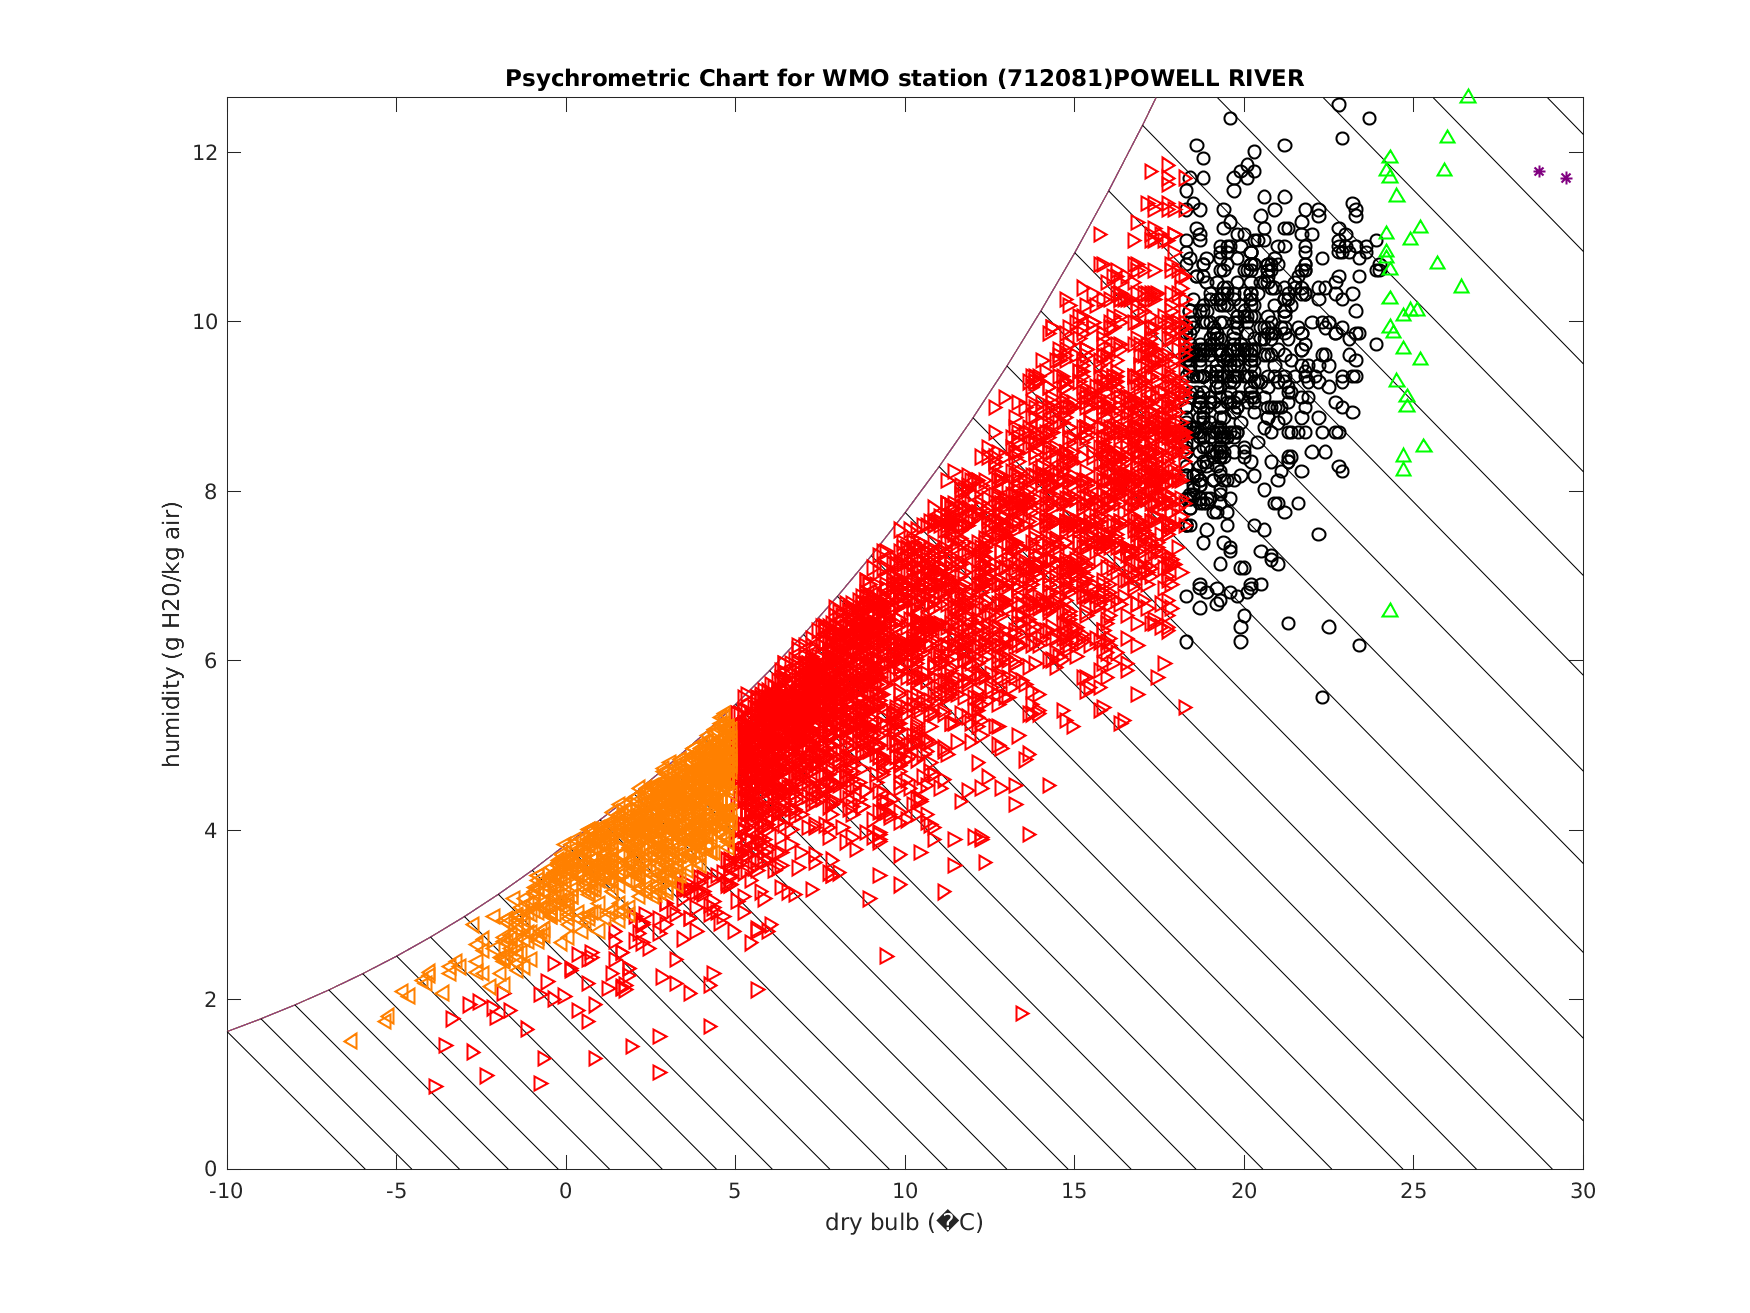 Psychrometric Chart for WMO station (712081)POWELL RIVER
humidity (g H20/kg air)
12
10
8
6
4
2
0
-10 -5 0 5 10 15 20 25 30
dry bulb (�C)